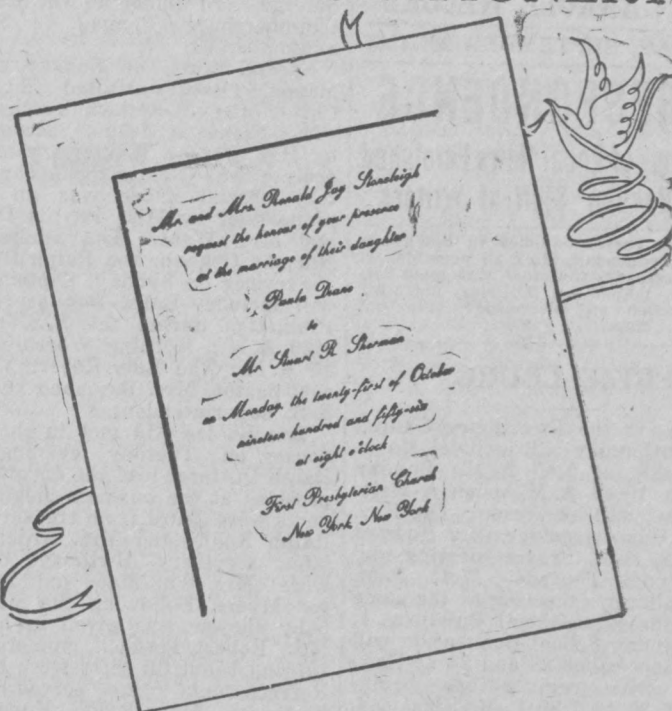 Mr. and Mrs. Ronald Jay Stoneleigh
request the honour of your presence
at the marriage of their daughter
Paula Diane
to
Mr. Stuart R. Sherman
on Monday, the twenty-first of October
nineteen hundred and fifty-six
at eight o'clock
First Presbyterian Church
New York, New York